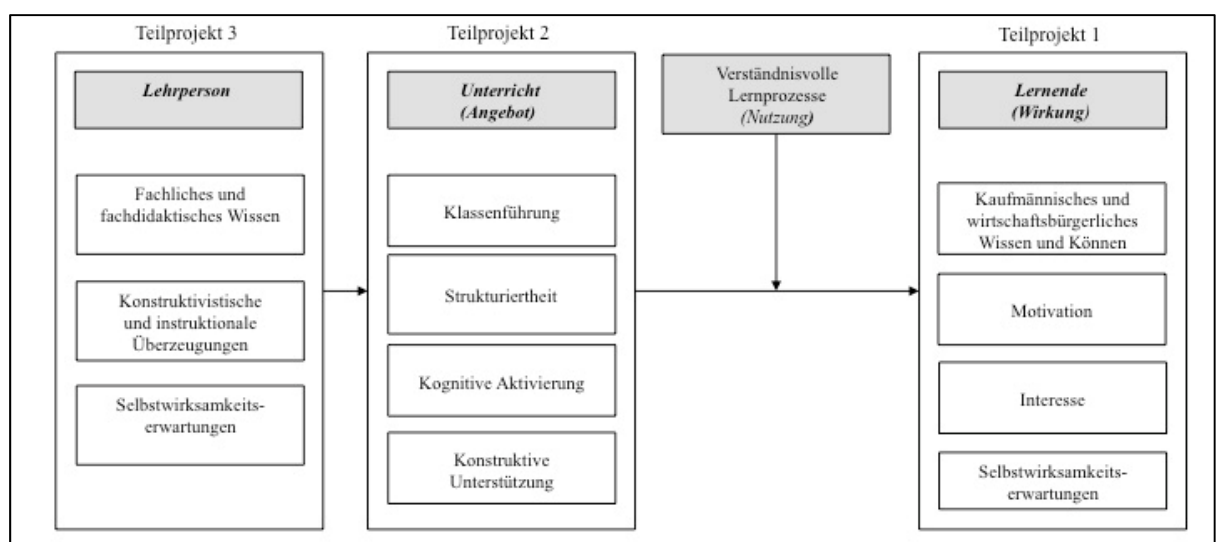 Teilprojekt 3
Lehrperson
Fachliches und
fachdidaktisches Wissen
Konstruktivistische
und instruktionale
Überzeugungen
Selbstwirksamkeits-
erwartungen
Teilprojekt 2
Unterricht
(Angebot)
Klassenführung
Strukturiertheit
Kognitive Aktivierung
Konstruktive
Unterstützung
Verständnisvolle
Lernprozesse
(Nutzung)
Teilprojekt 1
Lernende
(Wirkung)
Kaufmännisches und
wirtschaftsbürgerliches
Wissen und Können
Motivation
Interesse
Selbstwirksamkeits-
erwartungen